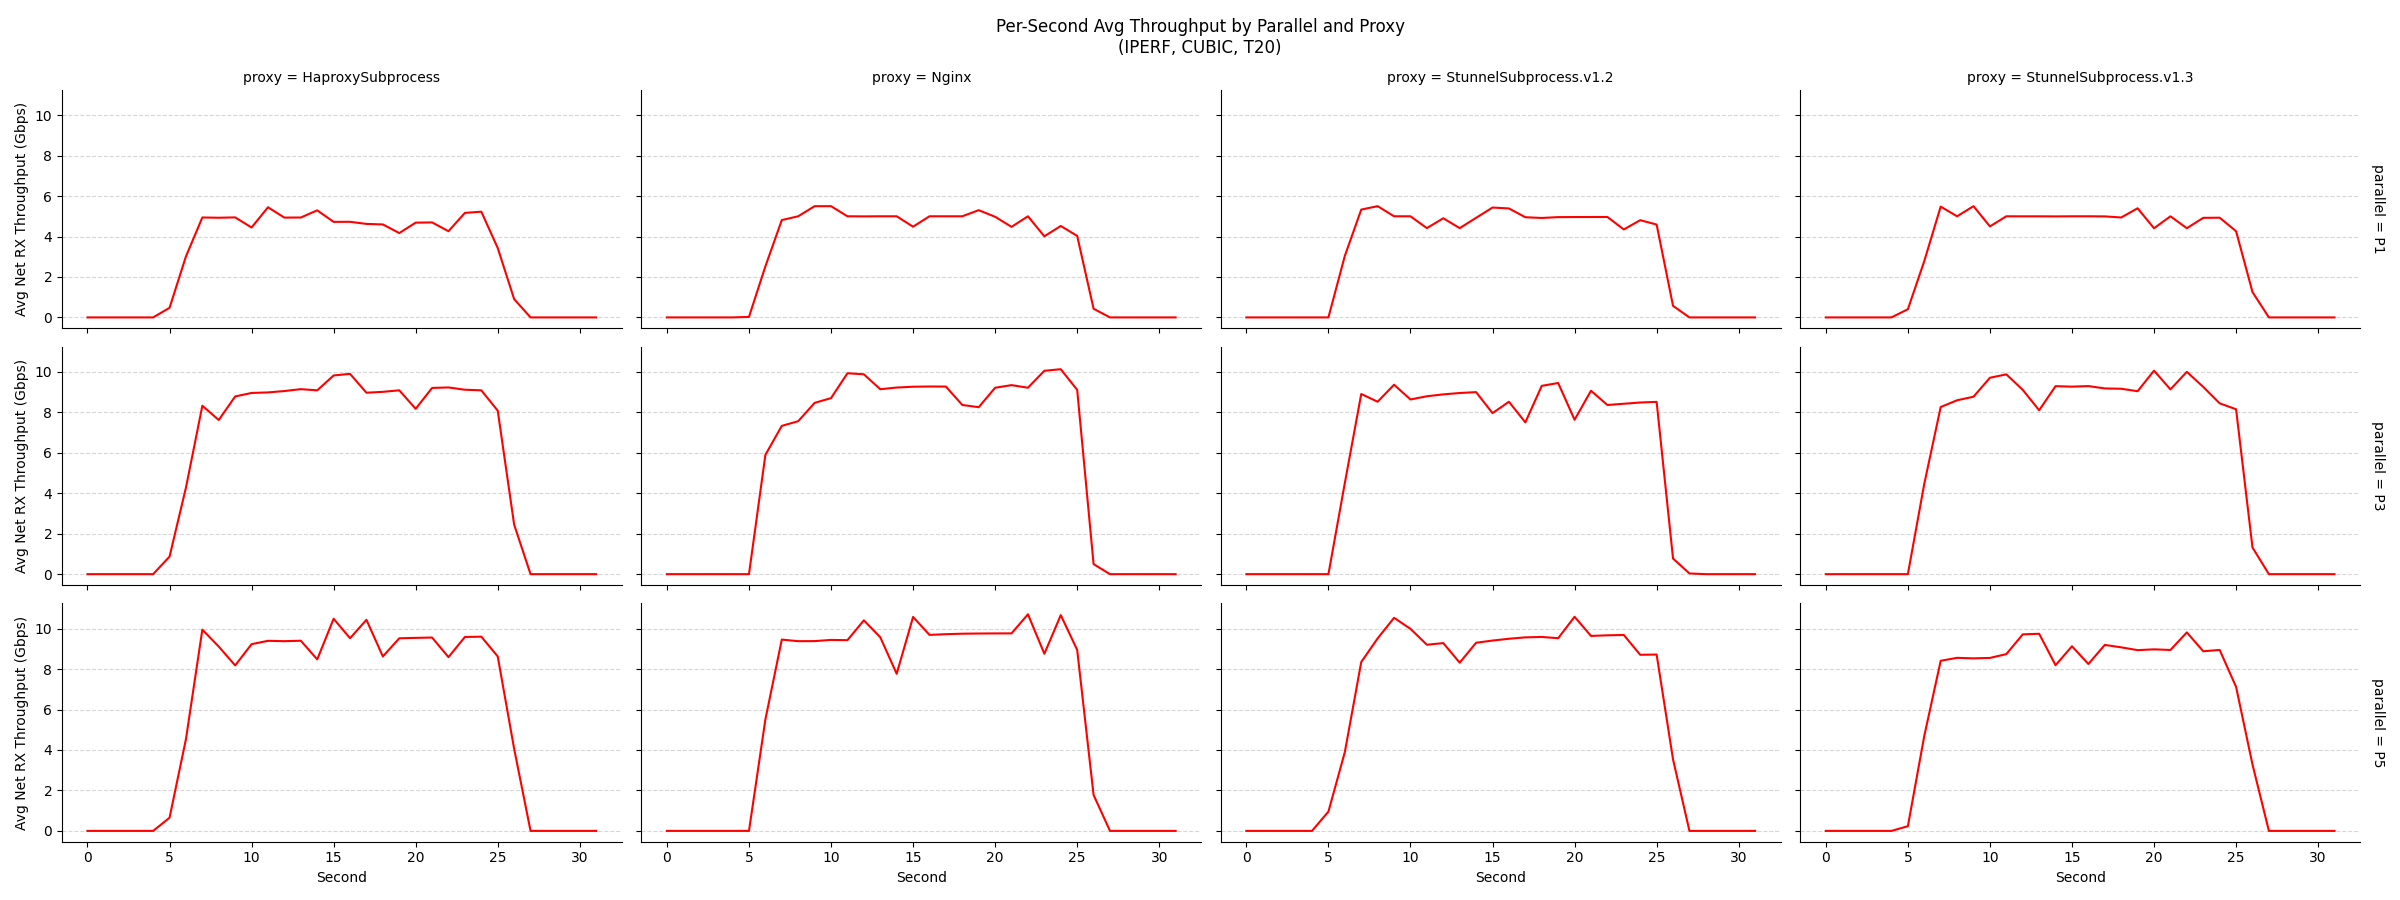 Per-Second Avg Throughput by Parallel and Proxy
(IPERF, CUBIC, T20)
proxy = HaproxySubprocess
proxy = Nginx
proxy = StunnelSubprocess.v1.2
proxy = StunnelSubprocess.v1.3
Avg Net RX Throughput (Gbps)
10
8
6
4
2
0
parallel = P1
Avg Net RX Throughput (Gbps)
10
8
6
4
2
0
parallel = P3
Avg Net RX Throughput (Gbps)
10
8
6
4
2
0
parallel = P5
0 5 10 15 20 25 30
Second
0 5 10 15 20 25 30
Second
0 5 10 15 20 25 30
Second
0 5 10 15 20 25 30
Second